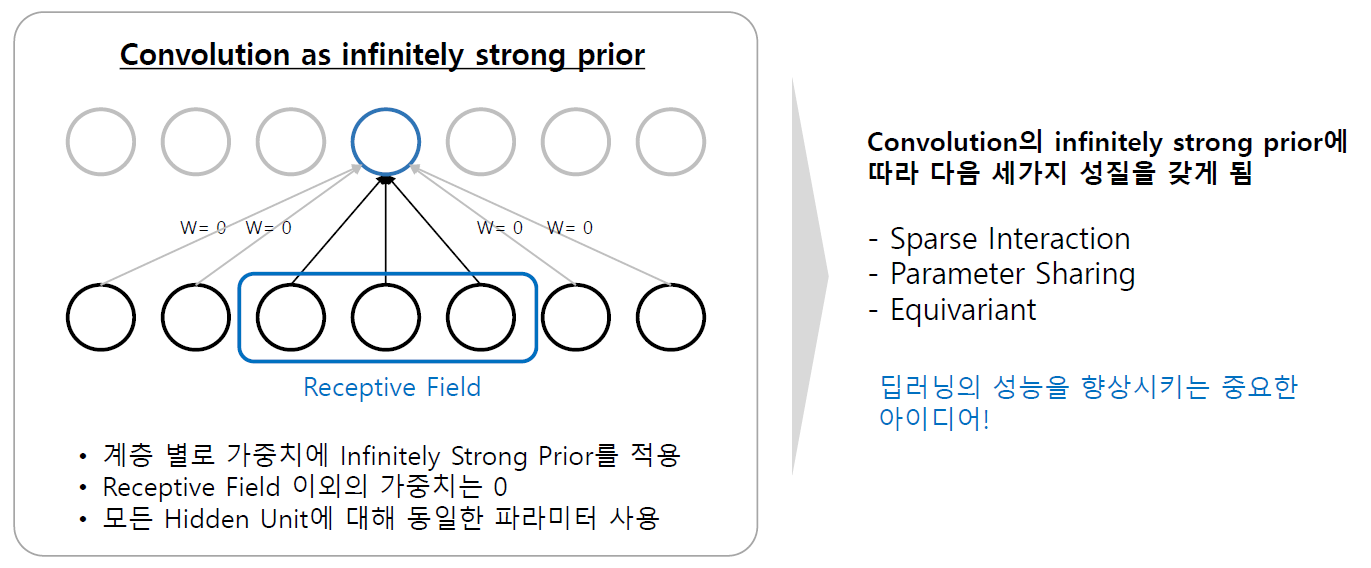 Convolution as infinitely strong prior
W= 0 W= 0 W= 0 W= 0
Receptive Field
• 계층 별로 가중치에 Infinitely Strong Prior를 적용
• Receptive Field 이외의 가중치는 0
• 모든 Hidden Unit에 대해 동일한 파라미터 사용
Convolution의 infinitely strong prior에
따라 다음 세가지 성질을 갖게 됨
- Sparse Interaction
- Parameter Sharing
- Equivariant
딥러닝의 성능을 향상시키는 중요한
아이디어!